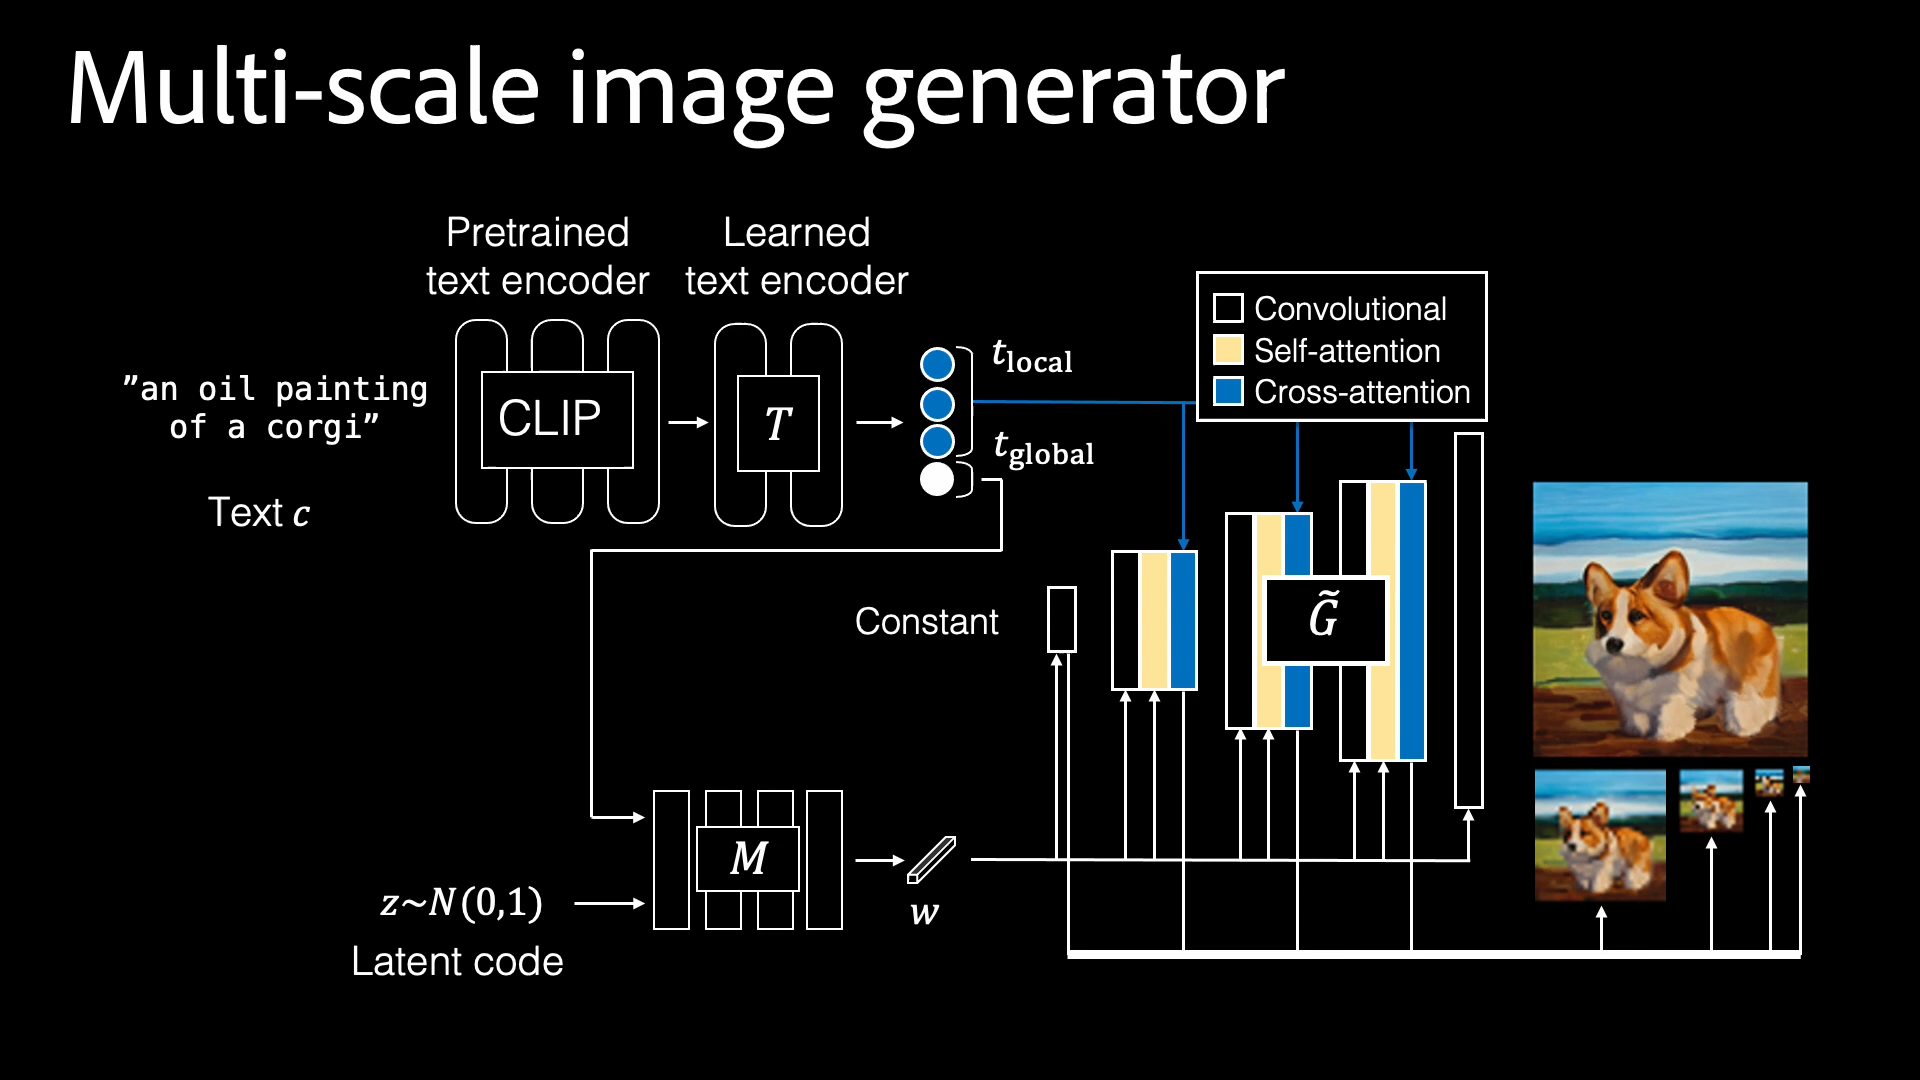 Multi-scale image generator
Pretrained
text encoder
Learned
text encoder
”an oil painting
of a corgi”
Text c
CLIP
T
t_local
t_global
Convolutional
Self-attention
Cross-attention
Constant
G̃
M
z~N(0,1)
Latent code
w